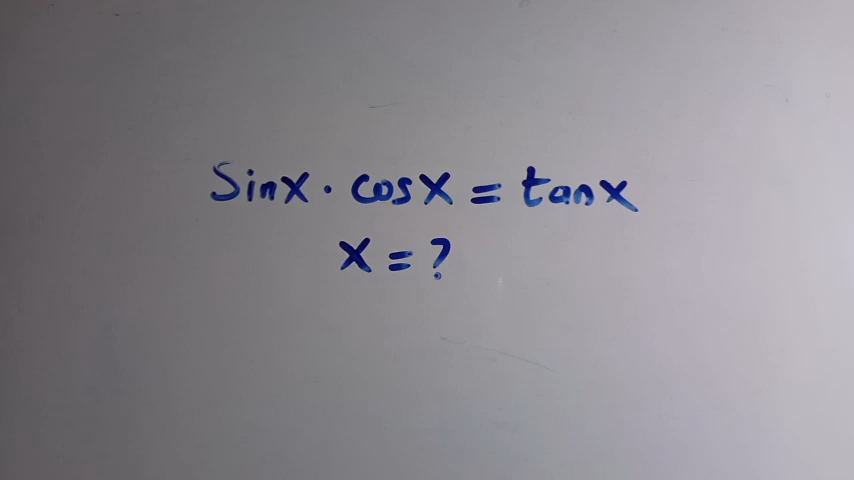 Sinx · cosx = tanx
x = ?